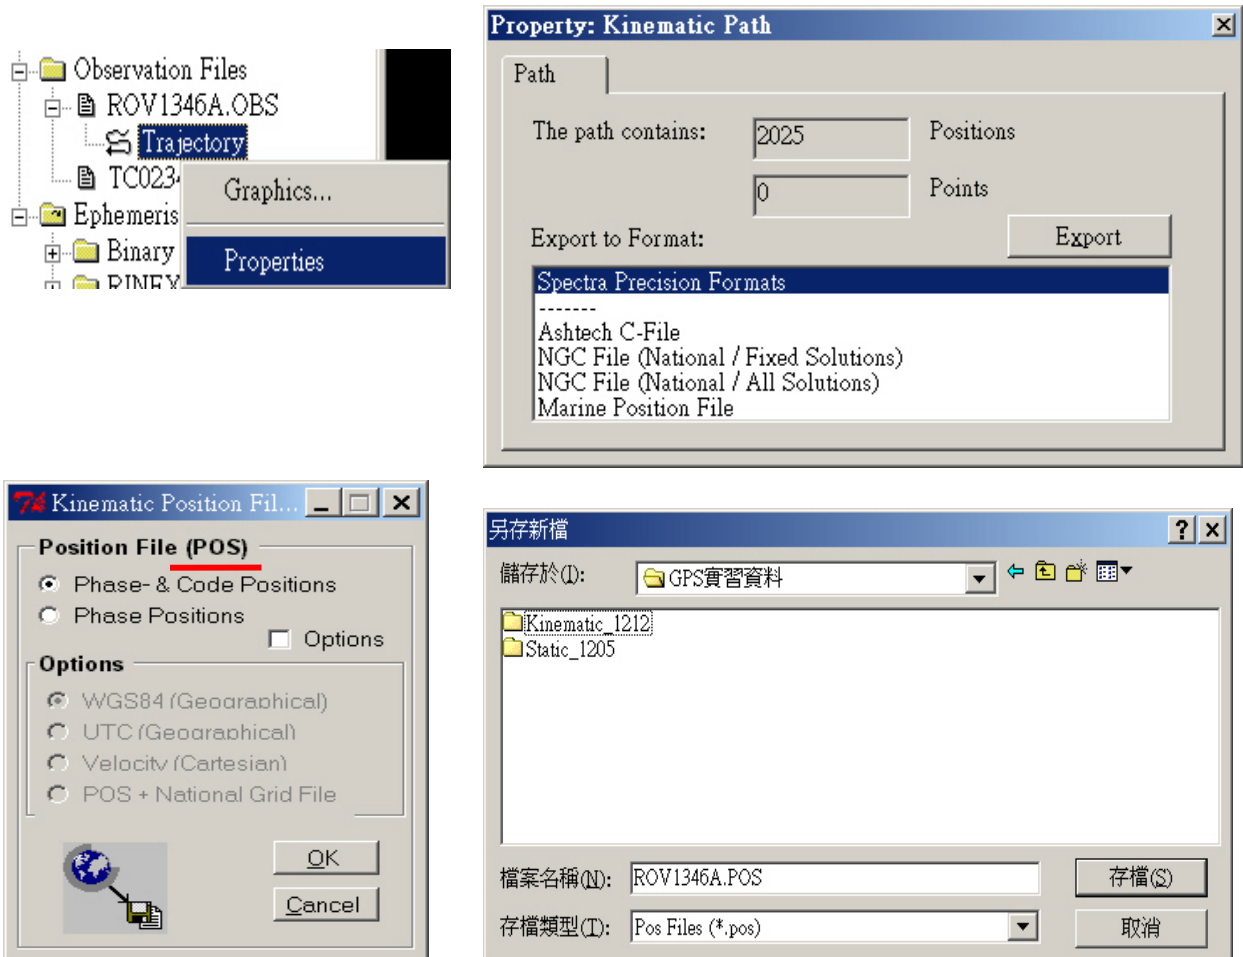 Observation Files
ROV1346A.OBS
Trajectory
TC023
Graphics...
Ephemeris
Binary
Properties
RINEX
Property: Kinematic Path
Path
The path contains:
2025
Positions
0
Points
Export to Format:
Export
Spectra Precision Formats
-------
Ashtech C-File
NGC File (National / Fixed Solutions)
NGC File (National / All Solutions)
Marine Position File
Kinematic Position Fil...
Position File (POS)
Phase- & Code Positions
Phase Positions
Options
Options
WGS84 (Geographical)
UTC (Geographical)
Velocity (Cartesian)
POS + National Grid File
OK
Cancel
另存新檔
儲存於(I):
GPS實習資料
Kinematic_1212
Static_1205
檔案名稱(N):
ROV1346A.POS
存檔(S)
存檔類型(T):
Pos Files (*.pos)
取消